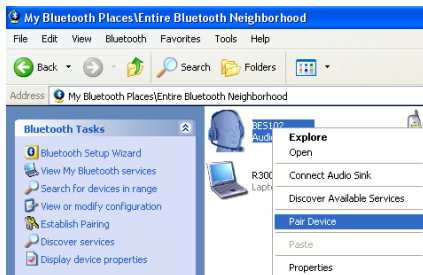 My Bluetooth Places\Entire Bluetooth Neighborhood
File Edit View Bluetooth Favorites Tools Help
Back Search Folders
Address My Bluetooth Places\Entire Bluetooth Neighborhood
Bluetooth Tasks
Bluetooth Setup Wizard
View My Bluetooth services
Search for devices in range
View or modify configuration
Establish Pairing
Discover services
Display device properties
BES102
Audio
R300
Lapt
Explore
Open
Connect Audio Sink
Discover Available Services
Pair Device
Paste
Properties